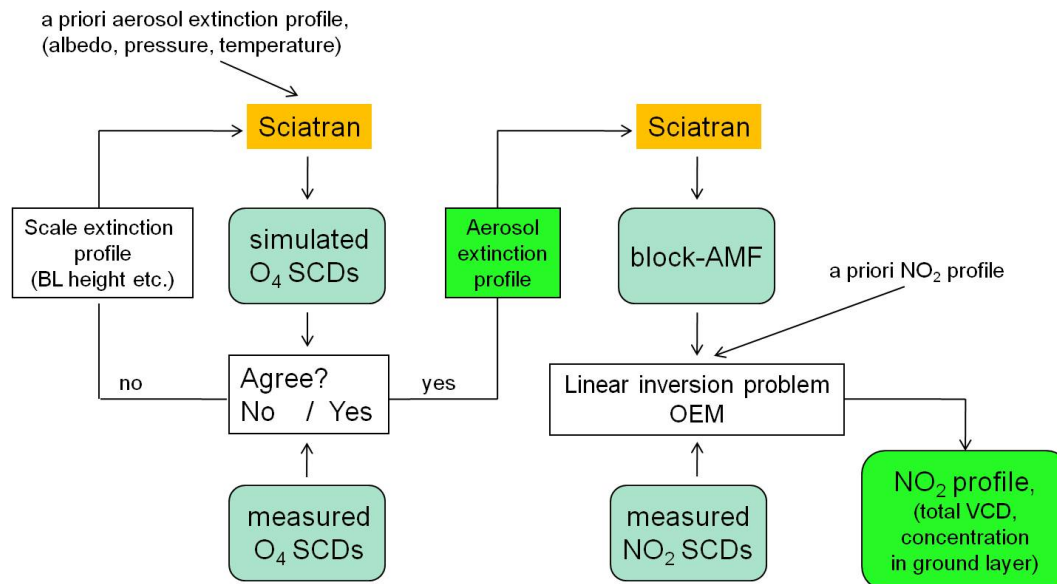 a priori aerosol extinction profile,
(albedo, pressure, temperature)
Sciatran
Scale extinction
profile
(BL height etc.)
simulated
O₄ SCDs
no
Agree?
No / Yes
yes
measured
O₄ SCDs
Aerosol
extinction
profile
Sciatran
block-AMF
a priori NO₂ profile
Linear inversion problem
OEM
measured
NO₂ SCDs
NO₂ profile,
(total VCD,
concentration
in ground layer)